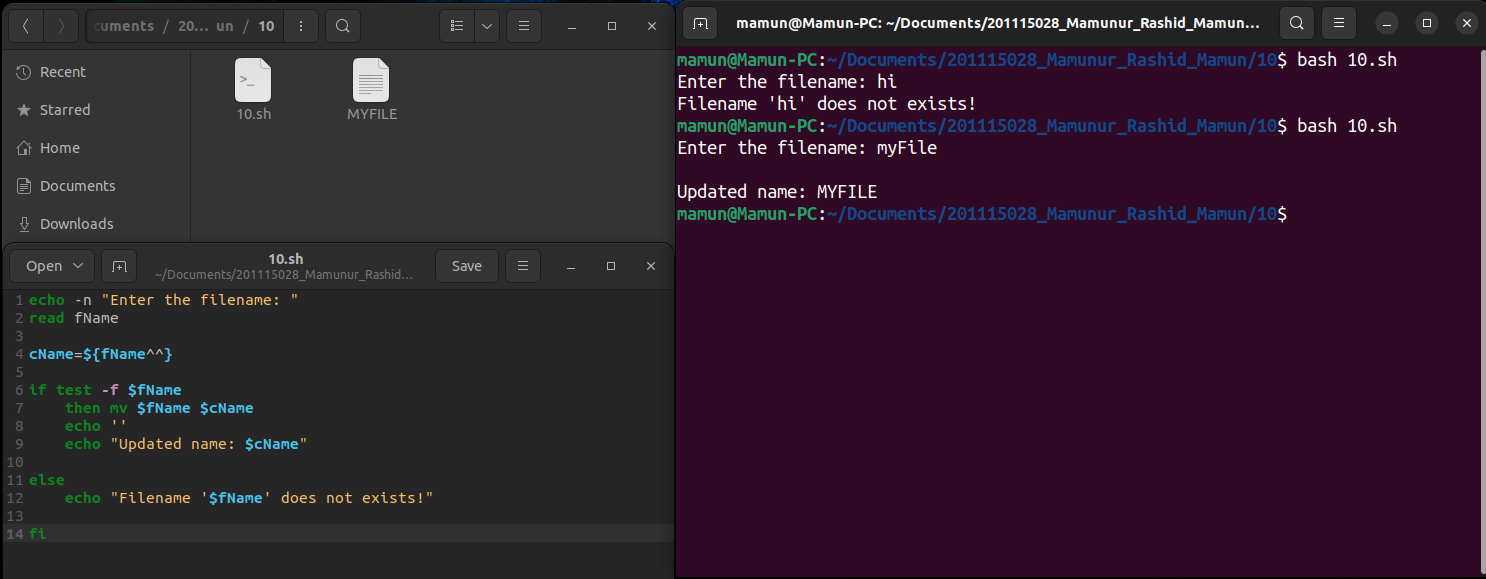 cuments / 20... un / 10
Recent
Starred
Home
Documents
Downloads
>_
10.sh
MYFILE
Open
10.sh
~/Documents/201115028_Mamunur_Rashid...
Save
1 echo -n "Enter the filename: "
2 read fName
3
4 cName=${fName^^}
5
6 if test -f $fName
7     then mv $fName $cName
8     echo ''
9     echo "Updated name: $cName"
10
11 else
12     echo "Filename '$fName' does not exists!"
13
14 fi
mamun@Mamun-PC: ~/Documents/201115028_Mamunur_Rashid_Mamun...
mamun@Mamun-PC:~/Documents/201115028_Mamunur_Rashid_Mamun/10$ bash 10.sh
Enter the filename: hi
Filename 'hi' does not exists!
mamun@Mamun-PC:~/Documents/201115028_Mamunur_Rashid_Mamun/10$ bash 10.sh
Enter the filename: myFile
Updated name: MYFILE
mamun@Mamun-PC:~/Documents/201115028_Mamunur_Rashid_Mamun/10$